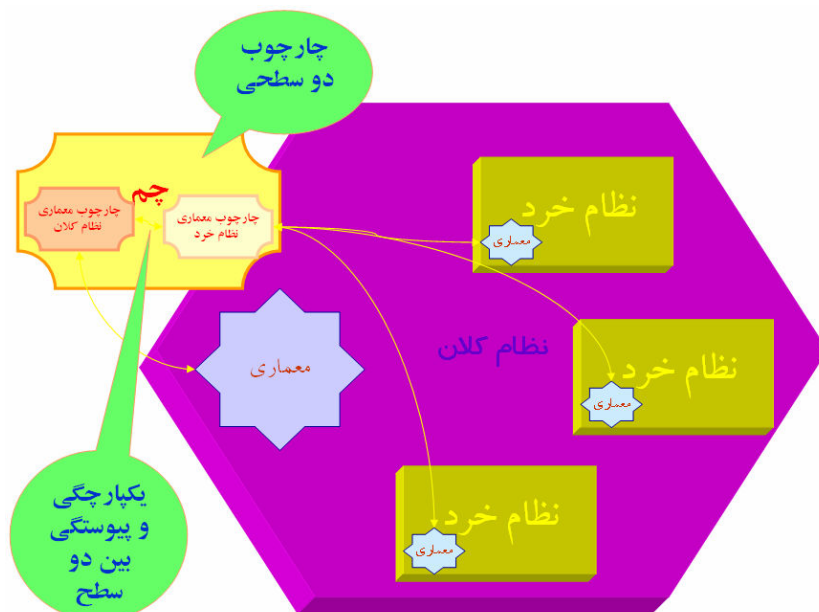 چارچوب
دو سطحی
چم
چارچوب معماری
نظام کلان
چارچوب معماری
نظام خرد
نظام خرد
معماری
نظام خرد
معماری
نظام کلان
معماری
نظام خرد
معماری
یکپارچگی
و پیوستگی
بین دو
سطح